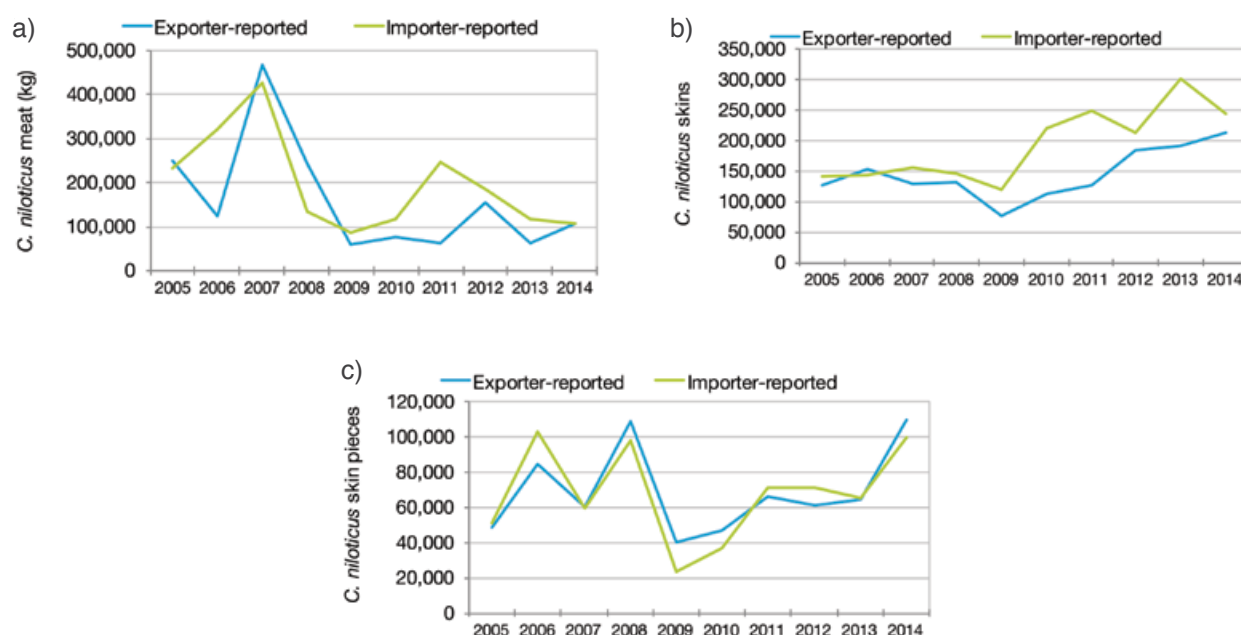 a)
Exporter-reported Importer-reported
C. niloticus meat (kg)
500,000
400,000
300,000
200,000
100,000
0
2005 2006 2007 2008 2009 2010 2011 2012 2013 2014
b)
Exporter-reported Importer-reported
C. niloticus skins
350,000
300,000
250,000
200,000
150,000
100,000
50,000
0
2005 2006 2007 2008 2009 2010 2011 2012 2013 2014
c)
Exporter-reported Importer-reported
C. niloticus skin pieces
120,000
100,000
80,000
60,000
40,000
20,000
0
2005 2006 2007 2008 2009 2010 2011 2012 2013 2014